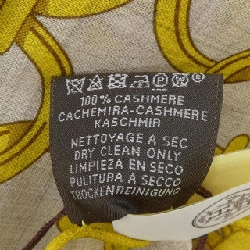 100% CASHMERE
CACHEMIRA-CASHMERE
KASCHMIR
NETTOYAGE A SEC
DRY CLEAN ONLY
LIMPIEZA EN SECO
PULITURA A SECCO
TROCKENREINIGUNG